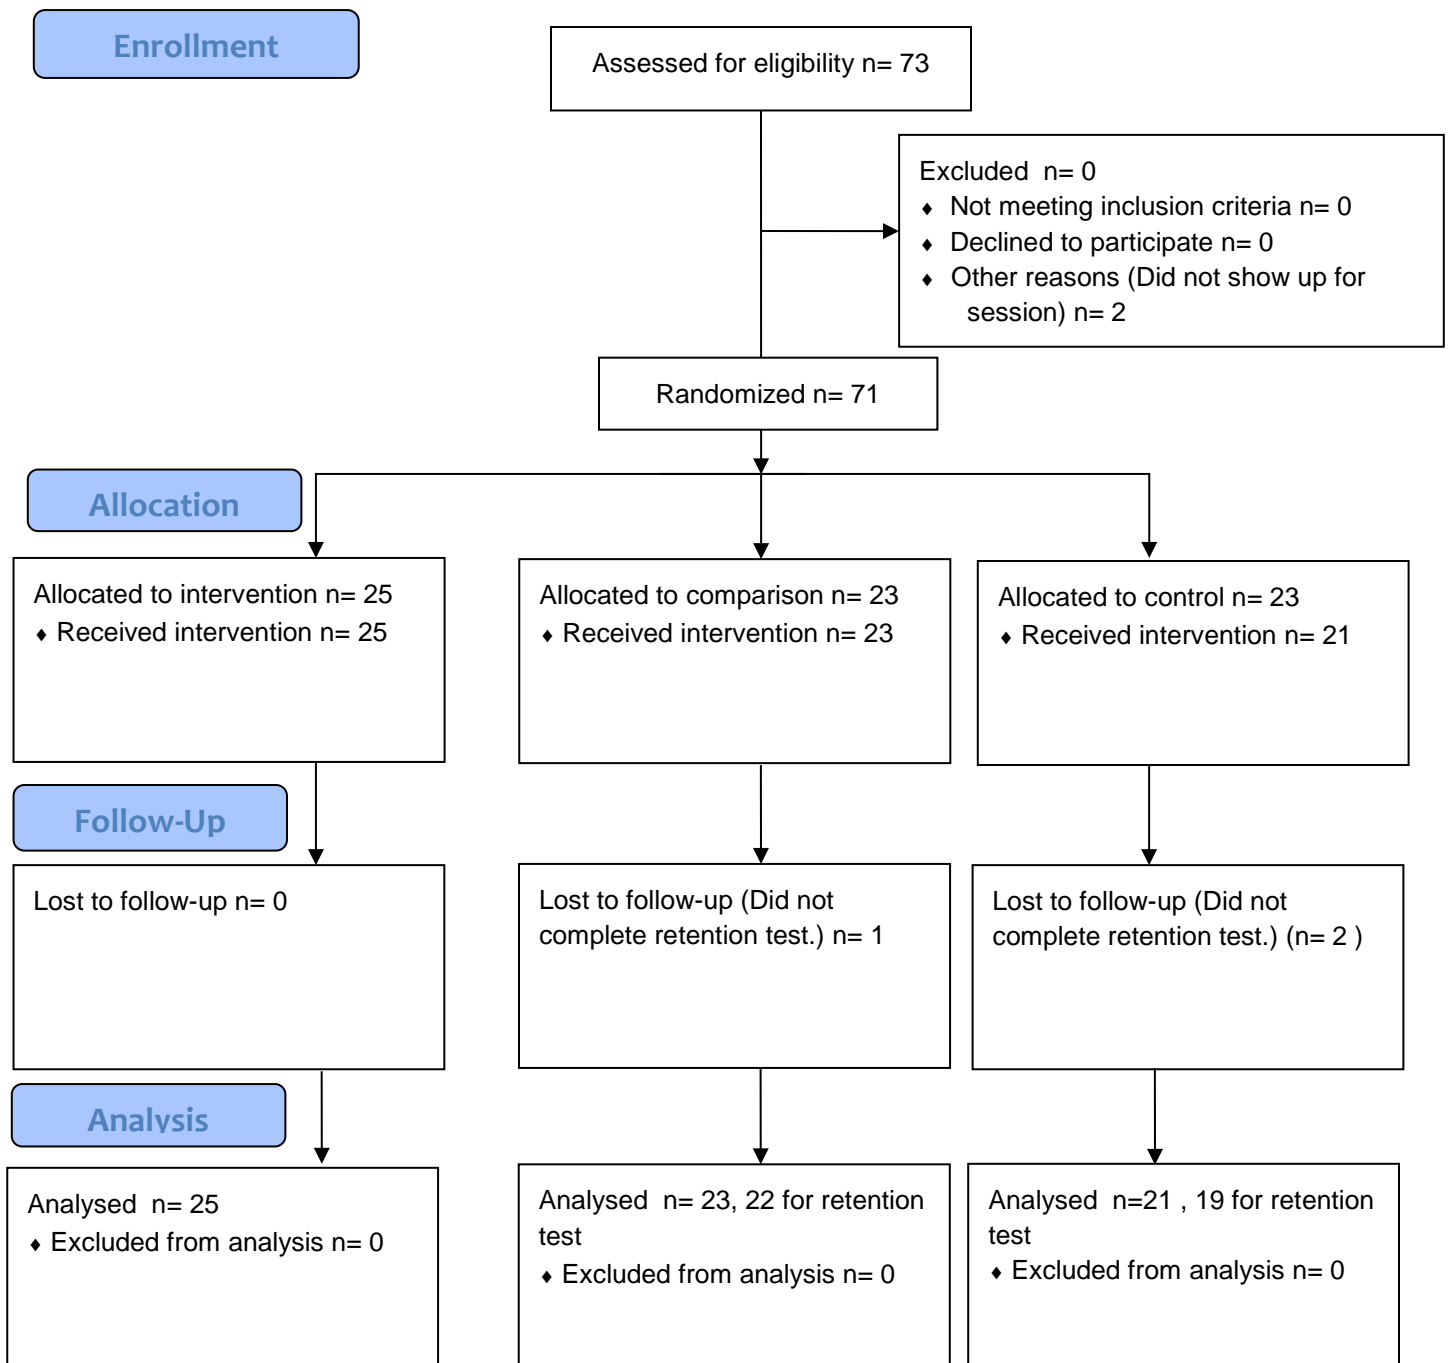 Enrollment
Assessed for eligibility n= 73
Excluded  n= 0
♦ Not meeting inclusion criteria n= 0
♦ Declined to participate n= 0
♦ Other reasons (Did not show up for
session) n= 2
Randomized n= 71
Allocation
Allocated to intervention n= 25
♦ Received intervention n= 25
Allocated to comparison n= 23
♦ Received intervention n= 23
Allocated to control n= 23
♦ Received intervention n= 21
Follow-Up
Lost to follow-up n= 0
Lost to follow-up (Did not
complete retention test.) n= 1
Lost to follow-up (Did not
complete retention test.) (n= 2 )
Analysis
Analysed  n= 25
♦ Excluded from analysis n= 0
Analysed  n= 23, 22 for retention
test
♦ Excluded from analysis n= 0
Analysed  n=21 , 19 for retention
test
♦ Excluded from analysis n= 0